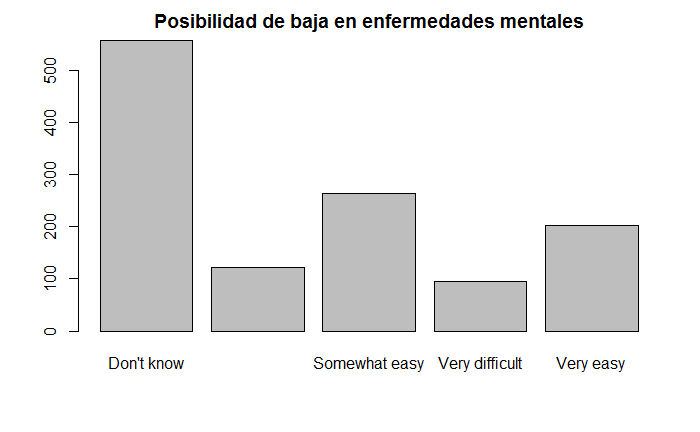 Posibilidad de baja en enfermedades mentales
500
400
300
200
100
0
Don't know
Somewhat easy
Very difficult
Very easy